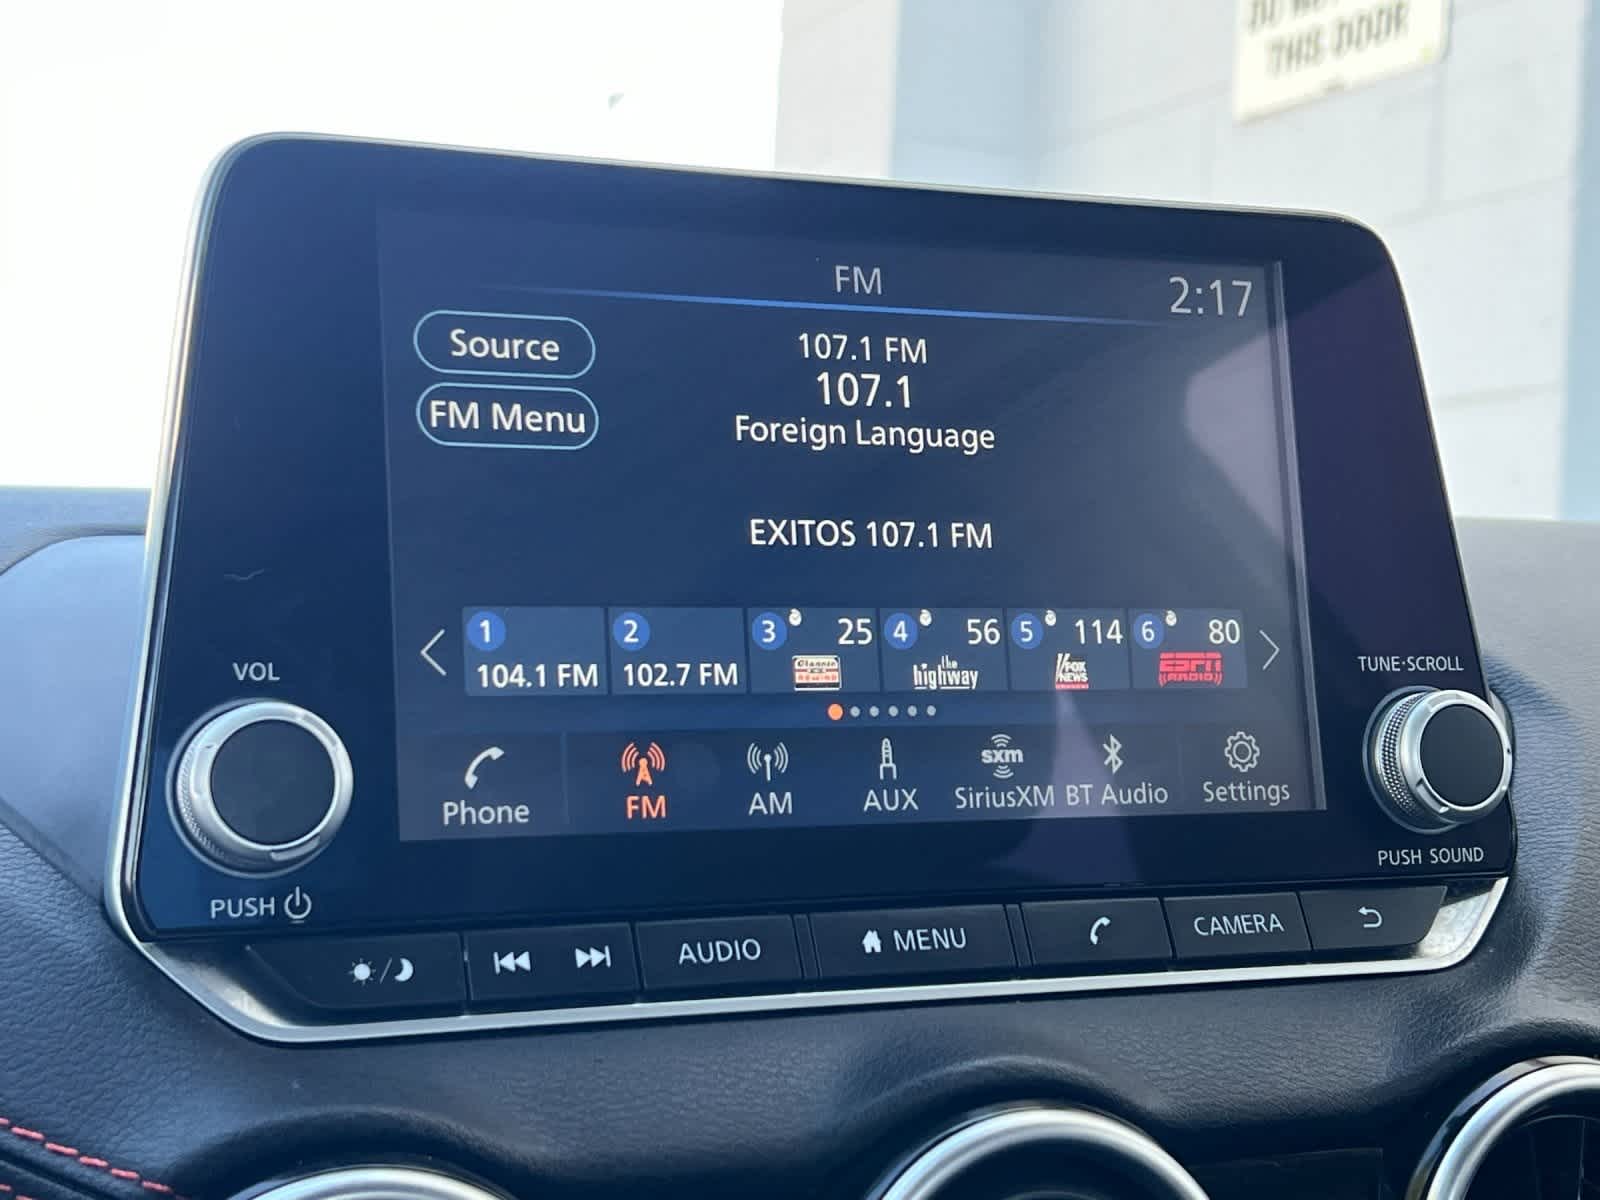 THIS DOOR
FM
2:17
Source
107.1 FM
107.1
FM Menu
Foreign Language
EXITOS 107.1 FM
1
104.1 FM
2
102.7 FM
3 25
4 56
the
highway
5 114
FOX
NEWS
6 80
ESPN
RADIO
VOL
TUNE·SCROLL
Phone
FM
AM
AUX
sxm
SiriusXM
BT Audio
Settings
PUSH
PUSH SOUND
AUDIO
MENU
CAMERA